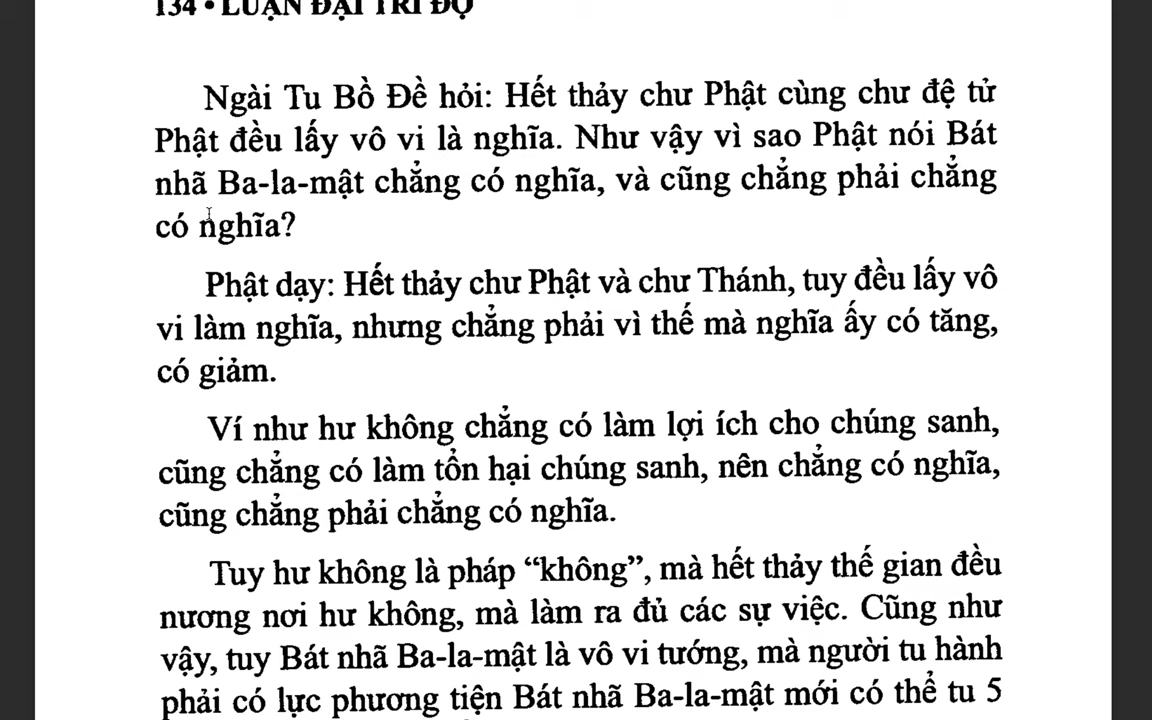 134 • LUẬN ĐẠI TRÍ ĐỘ
Ngài Tu Bồ Đề hỏi: Hết thảy chư Phật cùng chư đệ tử
Phật đều lấy vô vi là nghĩa. Như vậy vì sao Phật nói Bát
nhã Ba-la-mật chẳng có nghĩa, và cũng chẳng phải chẳng
có nghĩa?
Phật dạy: Hết thảy chư Phật và chư Thánh, tuy đều lấy vô
vi làm nghĩa, nhưng chẳng phải vì thế mà nghĩa ấy có tăng,
có giảm.
Ví như hư không chẳng có làm lợi ích cho chúng sanh,
cũng chẳng có làm tổn hại chúng sanh, nên chẳng có nghĩa,
cũng chẳng phải chẳng có nghĩa.
Tuy hư không là pháp “không”, mà hết thảy thế gian đều
nương nơi hư không, mà làm ra đủ các sự việc. Cũng như
vậy, tuy Bát nhã Ba-la-mật là vô vi tướng, mà người tu hành
phải có lực phương tiện Bát nhã Ba-la-mật mới có thể tu 5